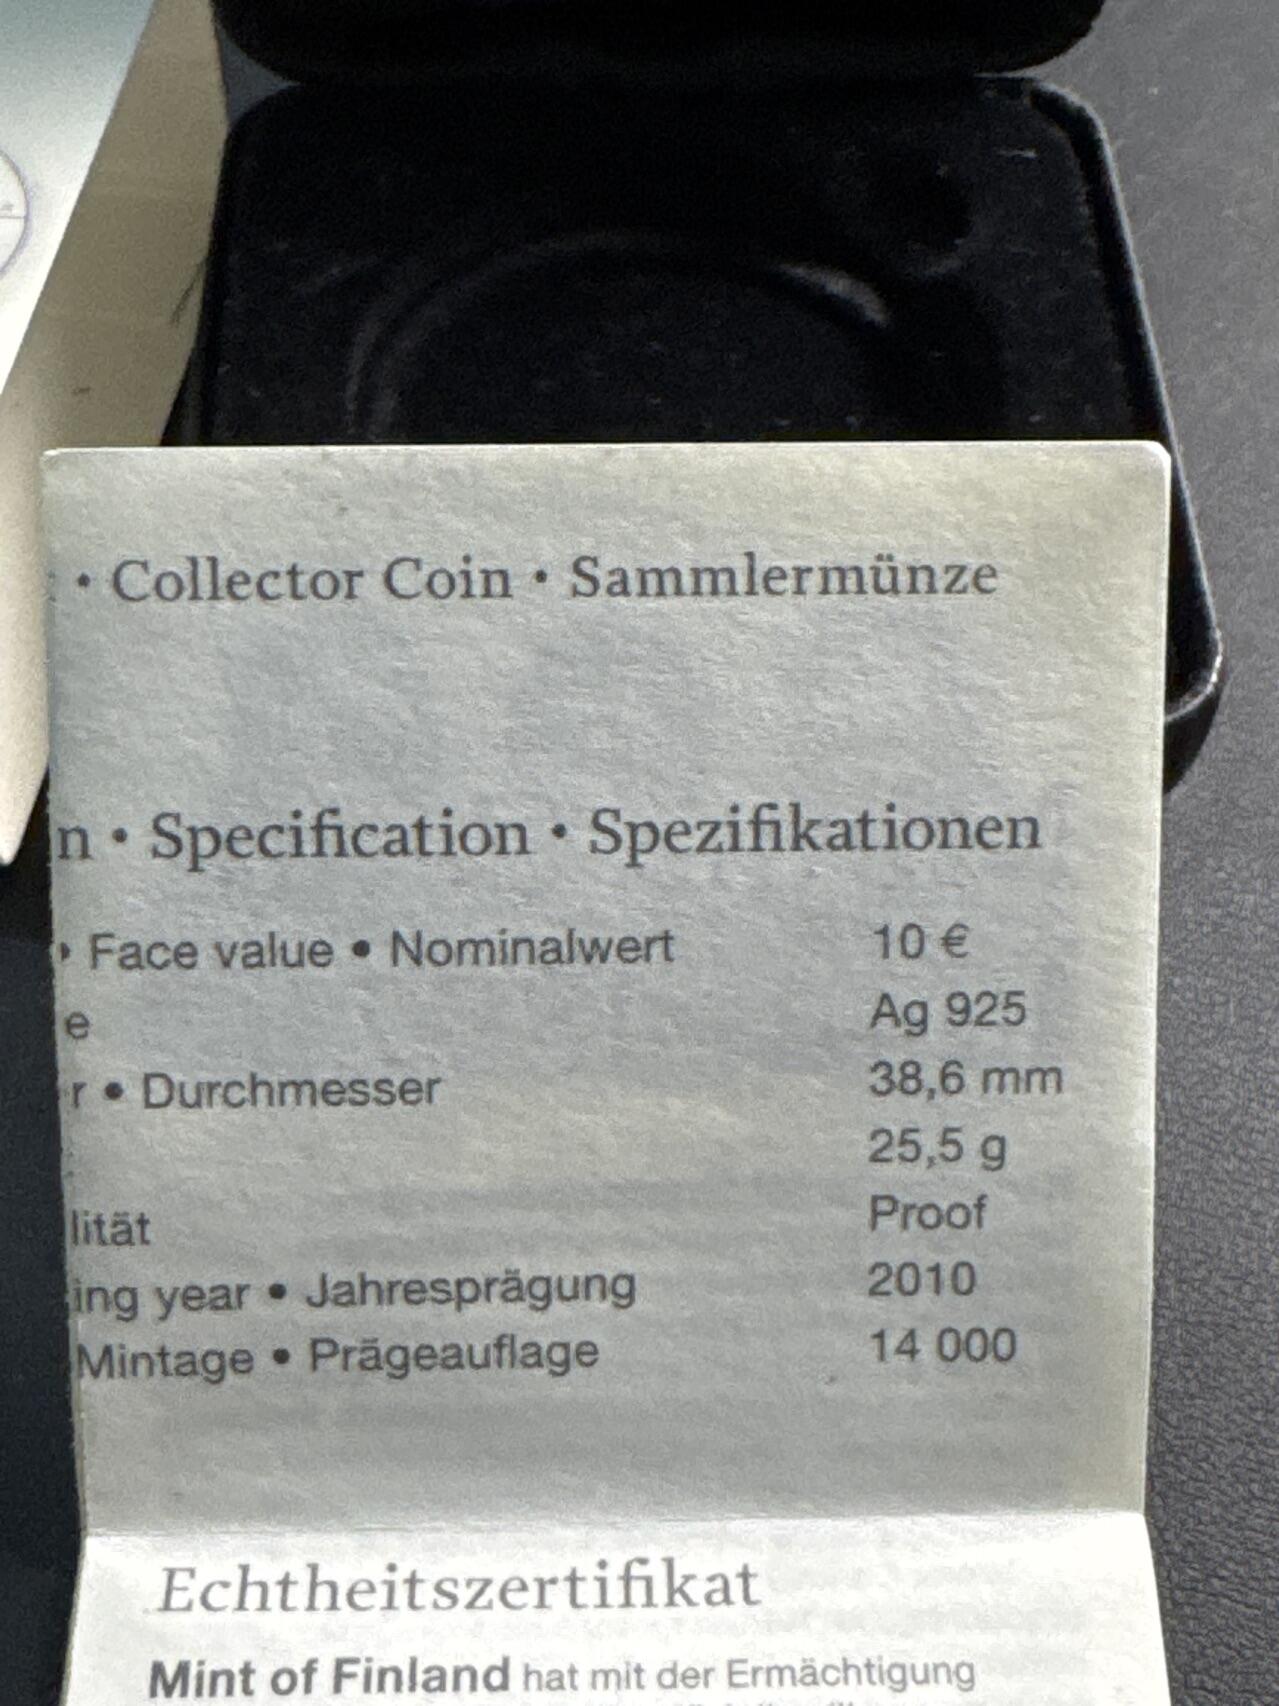 • Collector Coin • Sammlermünze
n • Specification • Spezifikationen
• Face value • Nominalwert 10 €
e Ag 925
r • Durchmesser 38,6 mm
25,5 g
lität Proof
ing year • Jahresprägung 2010
Mintage • Prägeauflage 14 000
Echtheitszertifikat
Mint of Finland hat mit der Ermächtigung